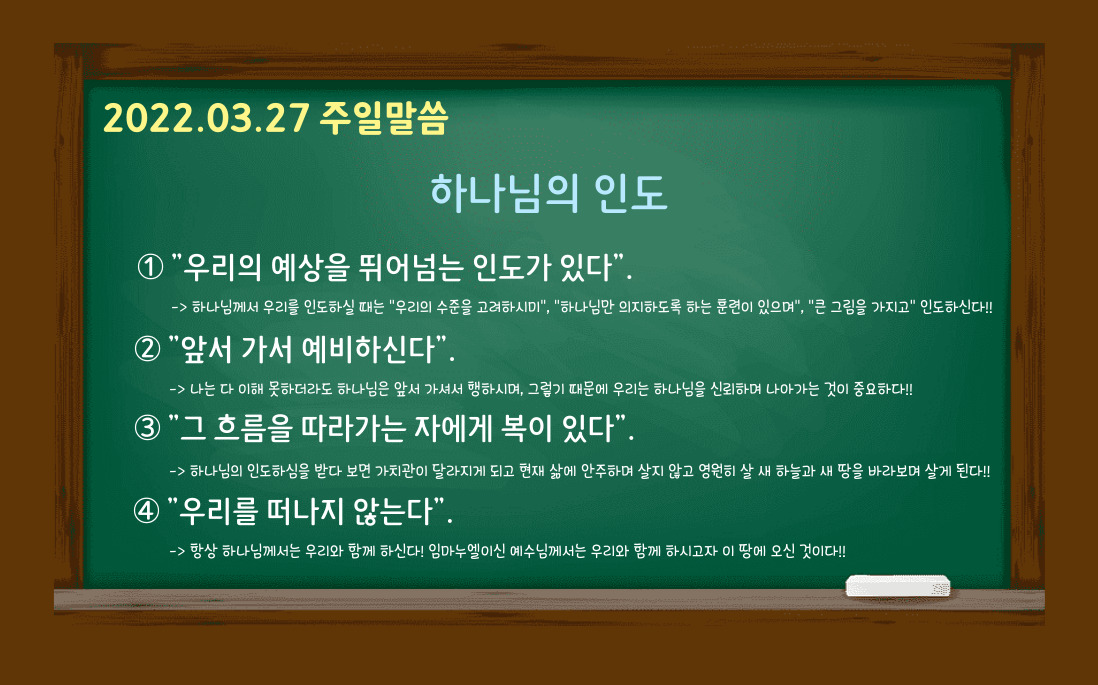 2022.03.27 주일말씀
하나님의 인도
① "우리의 예상을 뛰어넘는 인도가 있다".
-> 하나님께서 우리를 인도하실 때는 "우리의 수준을 고려하시미", "하나님만 의지하도록 하는 훈련이 있으며", "큰 그림을 가지고" 인도하신다!!
② "앞서 가서 예비하신다".
-> 나는 다 이해 못하더라도 하나님은 앞서 가셔서 행하시며, 그렇기 때문에 우리는 하나님을 신뢰하며 나아가는 것이 중요하다!!
③ "그 흐름을 따라가는 자에게 복이 있다".
-> 하나님의 인도하심을 받다 보면 가치관이 달라지게 되고 현재 삶에 안주하며 살지 않고 영원히 살 새 하늘과 새 땅을 바라보며 살게 된다!!
④ "우리를 떠나지 않는다".
-> 항상 하나님께서는 우리와 함께 하신다! 임마누엘이신 예수님께서는 우리와 함께 하시고자 이 땅에 오신 것이다!!